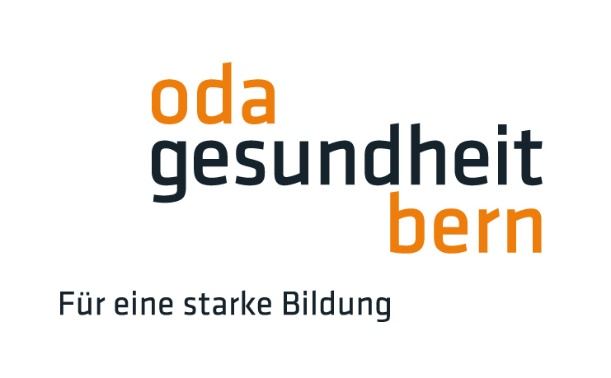 oda
gesundheit
bern
Für eine starke Bildung